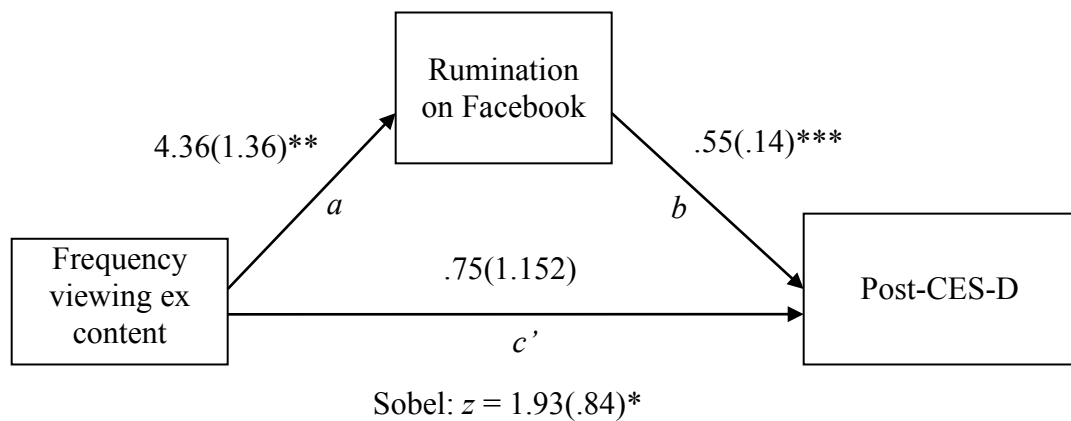 Rumination
on Facebook
4.36(1.36)**
.55(.14)***
a
b
Frequency
viewing ex
content
.75(1.152)
Post-CES-D
c’
Sobel: z = 1.93(.84)*